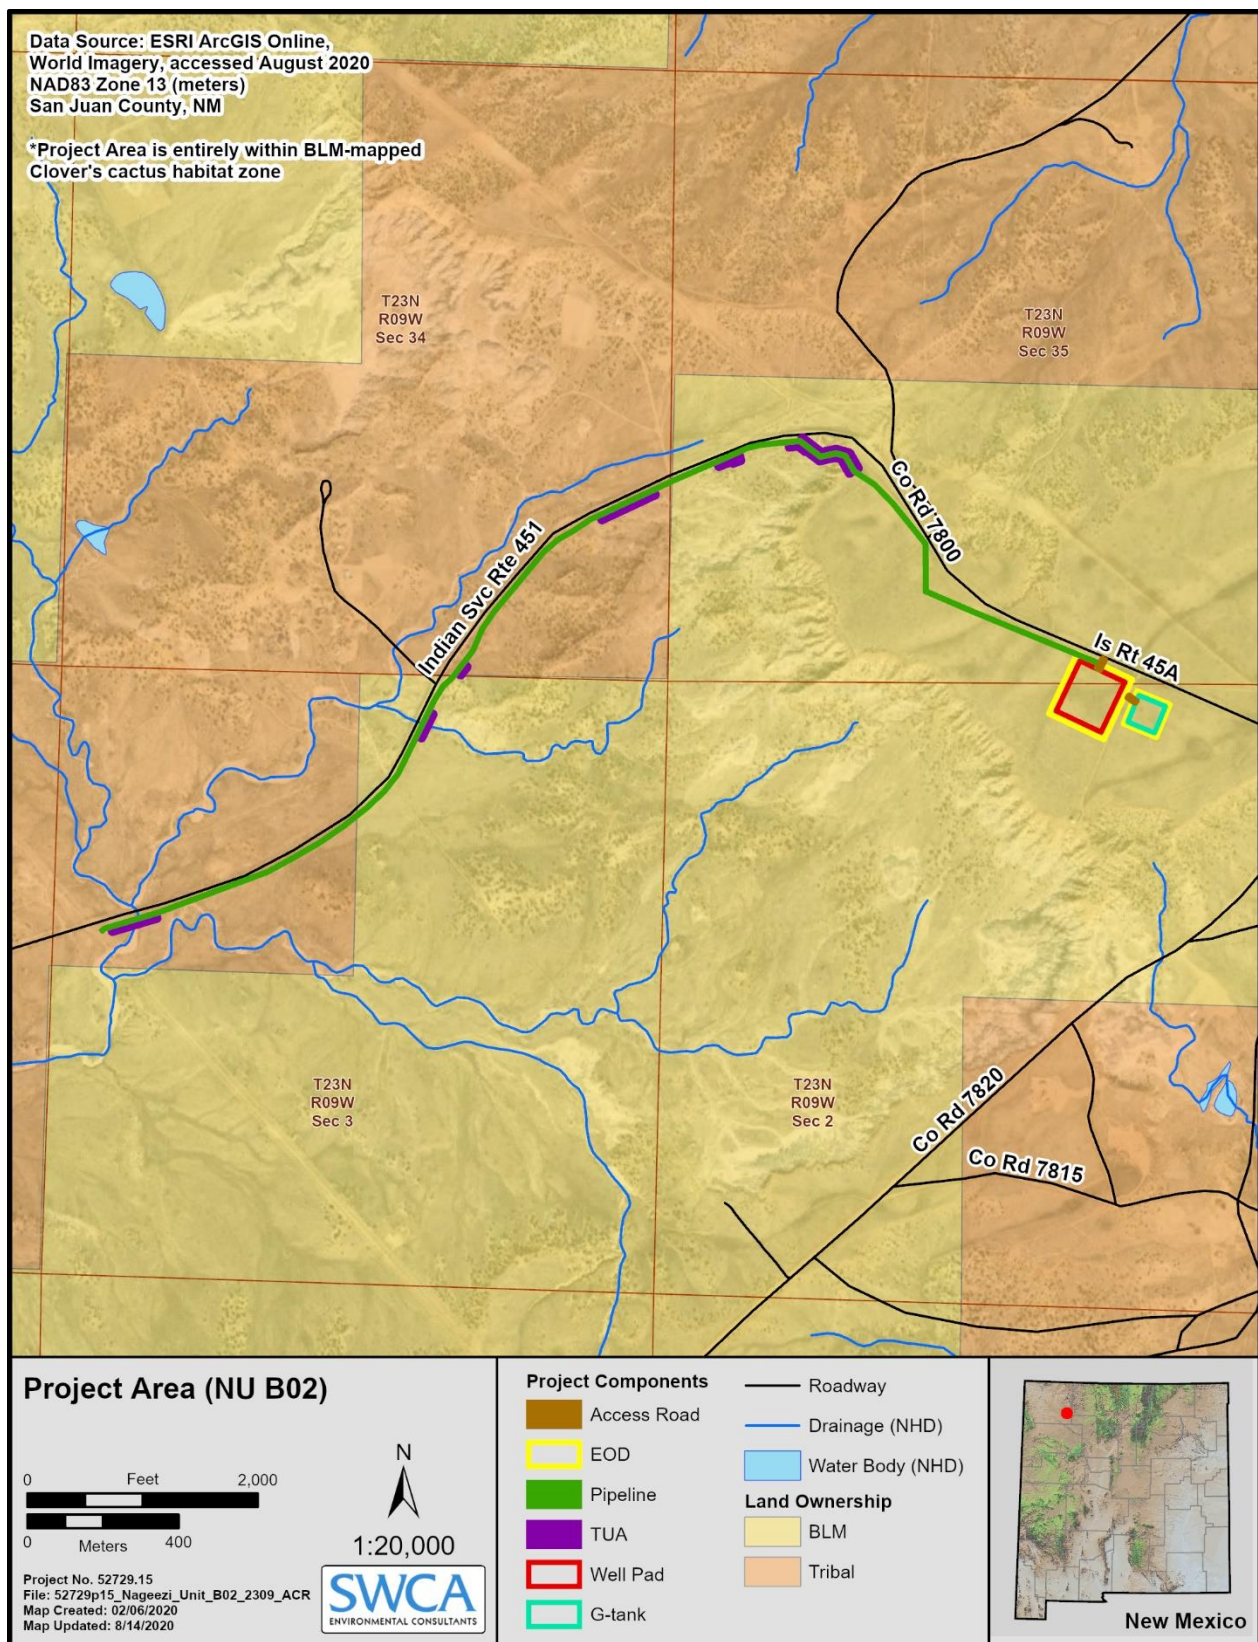 Data Source: ESRI ArcGIS Online,
World Imagery, accessed August 2020
NAD83 Zone 13 (meters)
San Juan County, NM
*Project Area is entirely within BLM-mapped
Clover's cactus habitat zone
T23N
R09W
Sec 34
T23N
R09W
Sec 35
Co Rd 7800
Indian Svc Rte 451
Is Rt 45A
T23N
R09W
Sec 3
T23N
R09W
Sec 2
Co Rd 7820
Co Rd 7815
Project Area (NU B02)
0 Feet 2,000
0 Meters 400
N
1:20,000
Project No. 52729.15
File: 52729p15_Nageezi_Unit_B02_2309_ACR
Map Created: 02/06/2020
Map Updated: 8/14/2020
SWCA
ENVIRONMENTAL CONSULTANTS
Project Components
Access Road
EOD
Pipeline
TUA
Well Pad
G-tank
Roadway
Drainage (NHD)
Water Body (NHD)
Land Ownership
BLM
Tribal
New Mexico